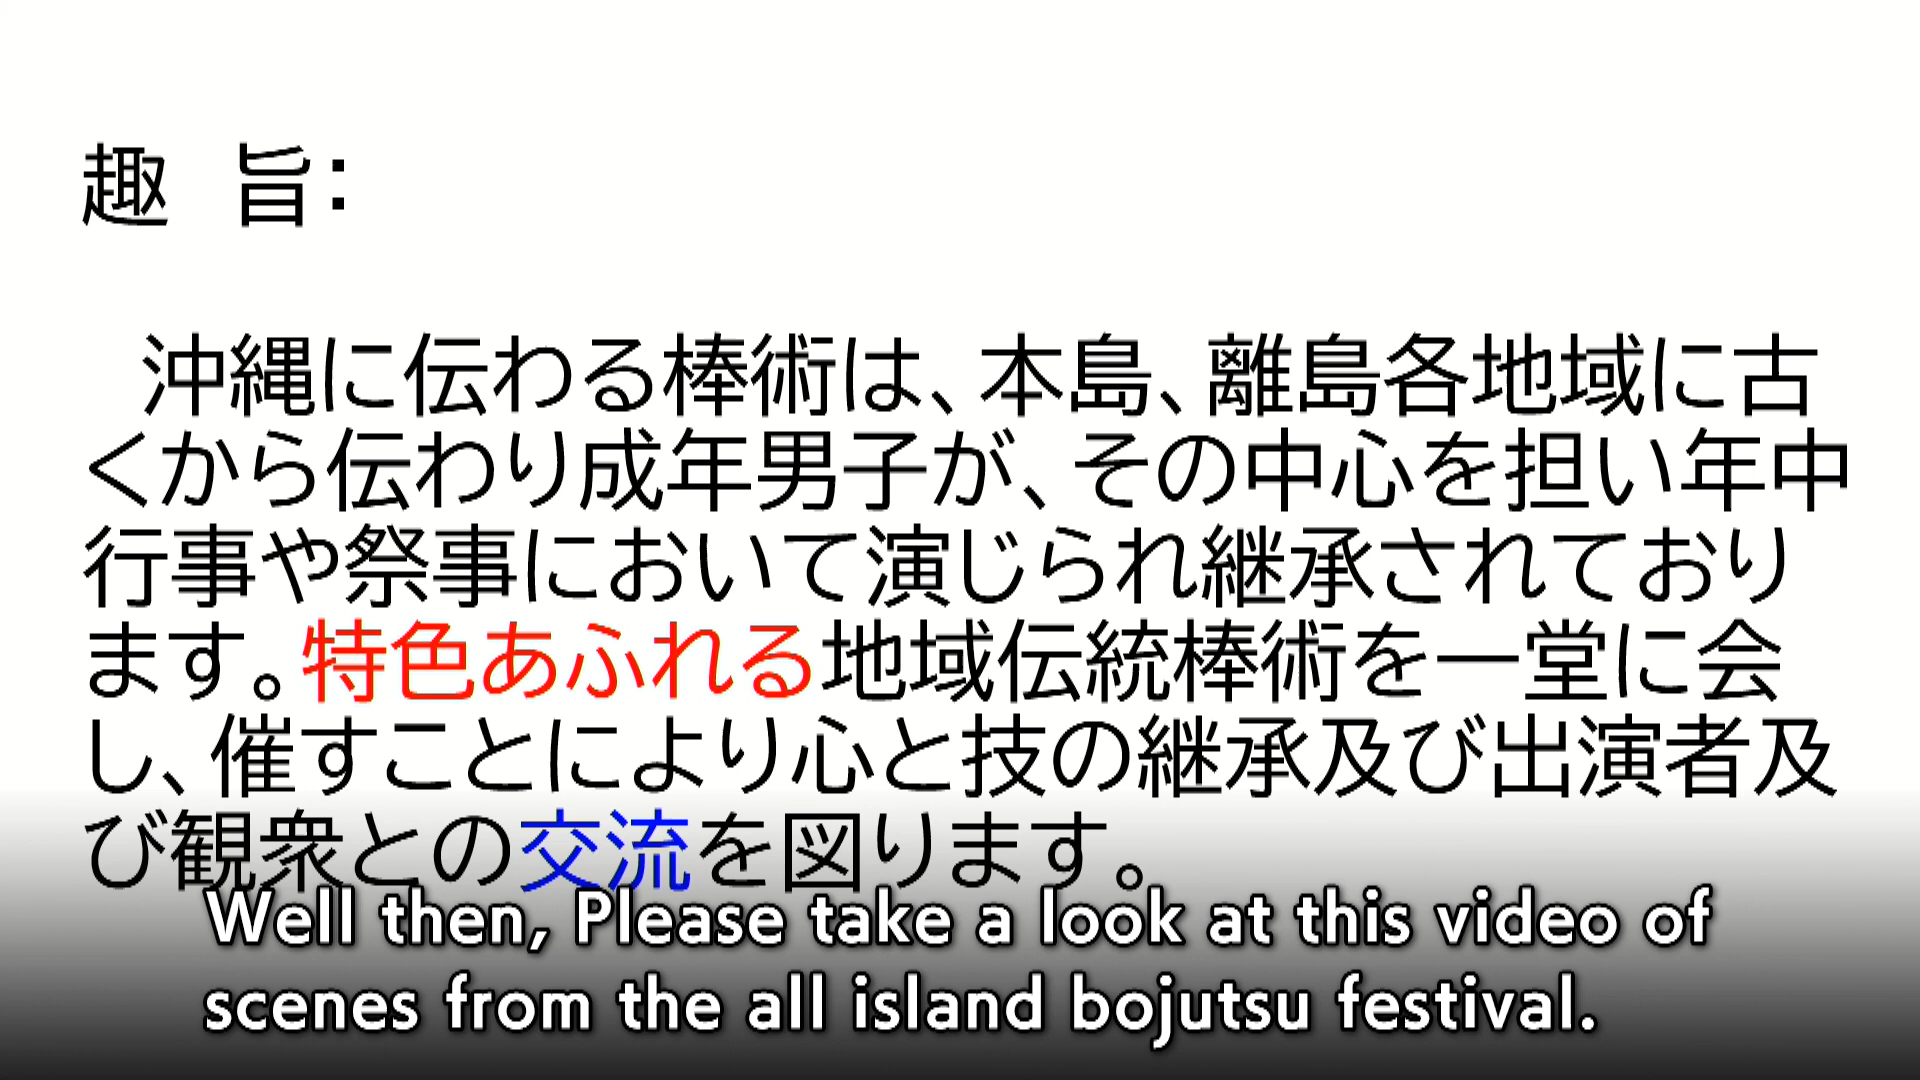 趣　旨：
沖縄に伝わる棒術は、本島、離島各地域に古
くから伝わり成年男子が、その中心を担い年中
行事や祭事において演じられ継承されており
ます。特色あふれる地域伝統棒術を一堂に会
し、催すことにより心と技の継承及び出演者及
び観衆との交流を図ります。
Well then, Please take a look at this video of
scenes from the all island bojutsu festival.